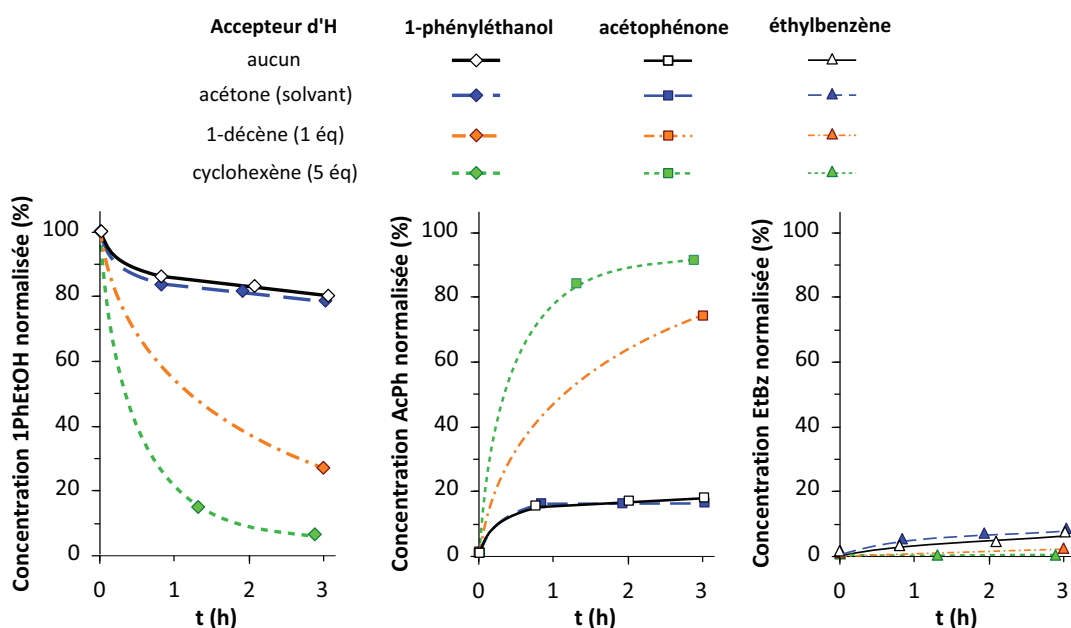 Accepteur d'H 1-phényléthanol acétophénone éthylbenzène
aucun
acétone (solvant)
1-décène (1 éq)
cyclohexène (5 éq)
Concentration 1PhEtOH normalisée (%)
100
80
60
40
20
0
0 1 2 3
t (h)
Concentration AcPh normalisée (%)
100
80
60
40
20
0
0 1 2 3
t (h)
Concentration EtBz normalisée (%)
100
80
60
40
20
0
0 1 2 3
t (h)